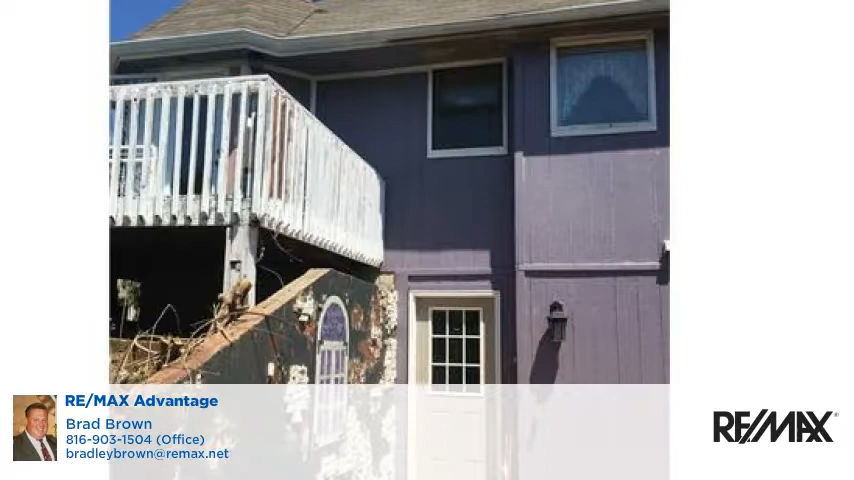 RE/MAX Advantage
Brad Brown
816-903-1504 (Office)
bradleybrown@remax.net
RE/MAX®